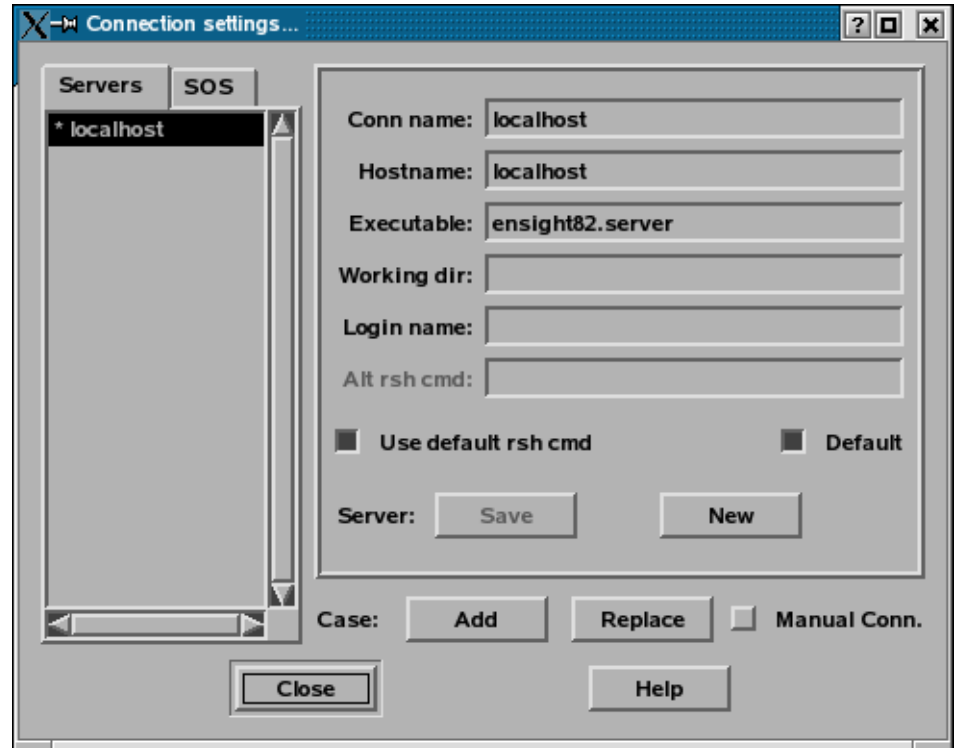 Connection settings...
?
Servers SOS
* localhost
Conn name: localhost
Hostname: localhost
Executable: ensight82.server
Working dir:
Login name:
Alt rsh cmd:
Use default rsh cmd Default
Server: Save New
Case: Add Replace Manual Conn.
Close Help